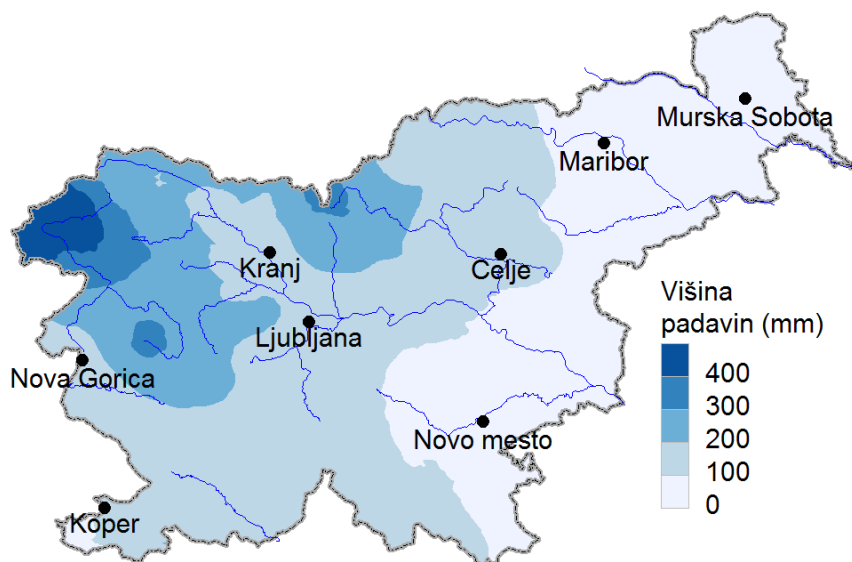 Murska Sobota
Maribor
Kranj
Celje
Ljubljana
Nova Gorica
Novo mesto
Koper
Višina
padavin (mm)
400
300
200
100
0